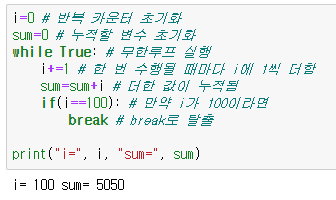 i=0 # 반복 카운터 초기화
sum=0 # 누적할 변수 초기화
while True: # 무한루프 실행
    i+=1 # 한 번 수행될 때마다 i에 1씩 더함
    sum=sum+i # 더한 값이 누적됨
    if(i==100): # 만약 i가 100이라면
        break # break로 탈출
print("i=", i, "sum=", sum)
i= 100 sum= 5050